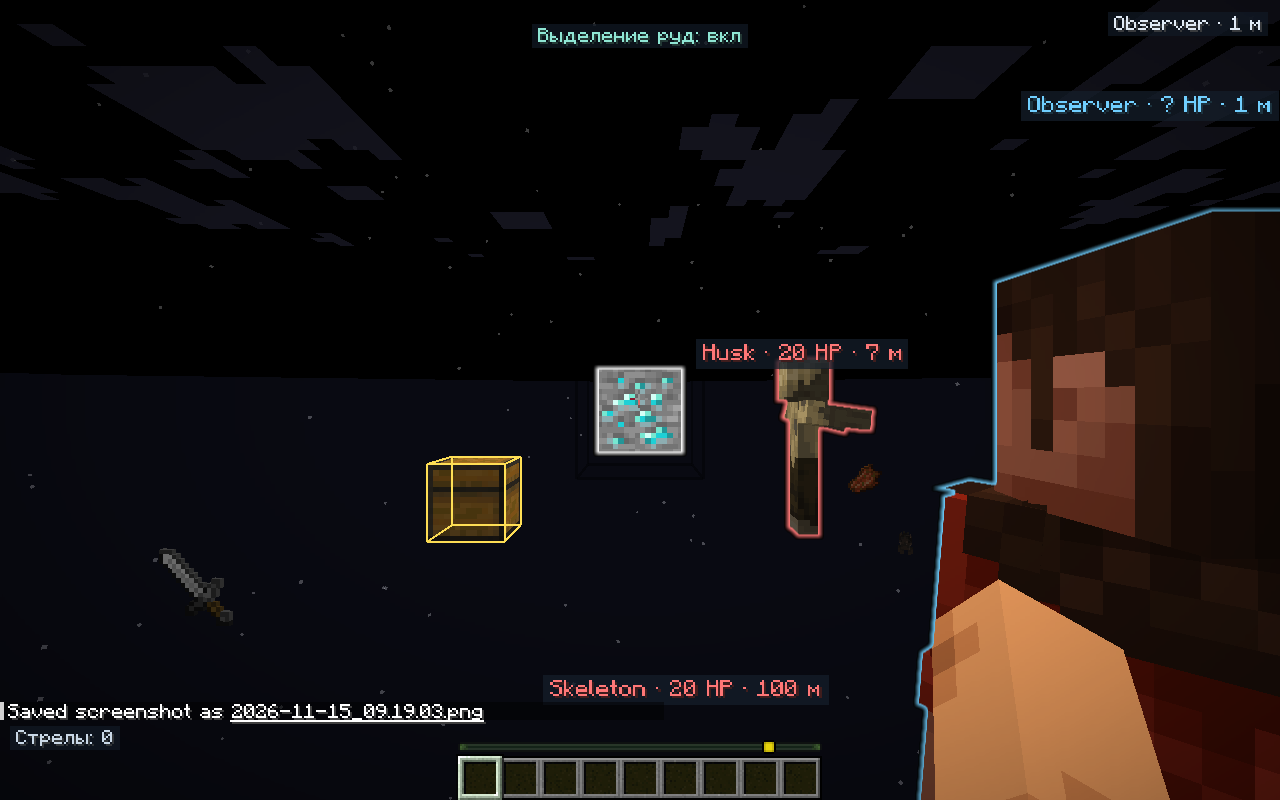 Observer · 1 м
Выделение руд: вкл
Observer · ? HP · 1 м
Husk · 20 HP · 7 м
Skeleton · 20 HP · 100 м
Saved screenshot as 2026-11-15_09.19.03.png
Стрелы: 0